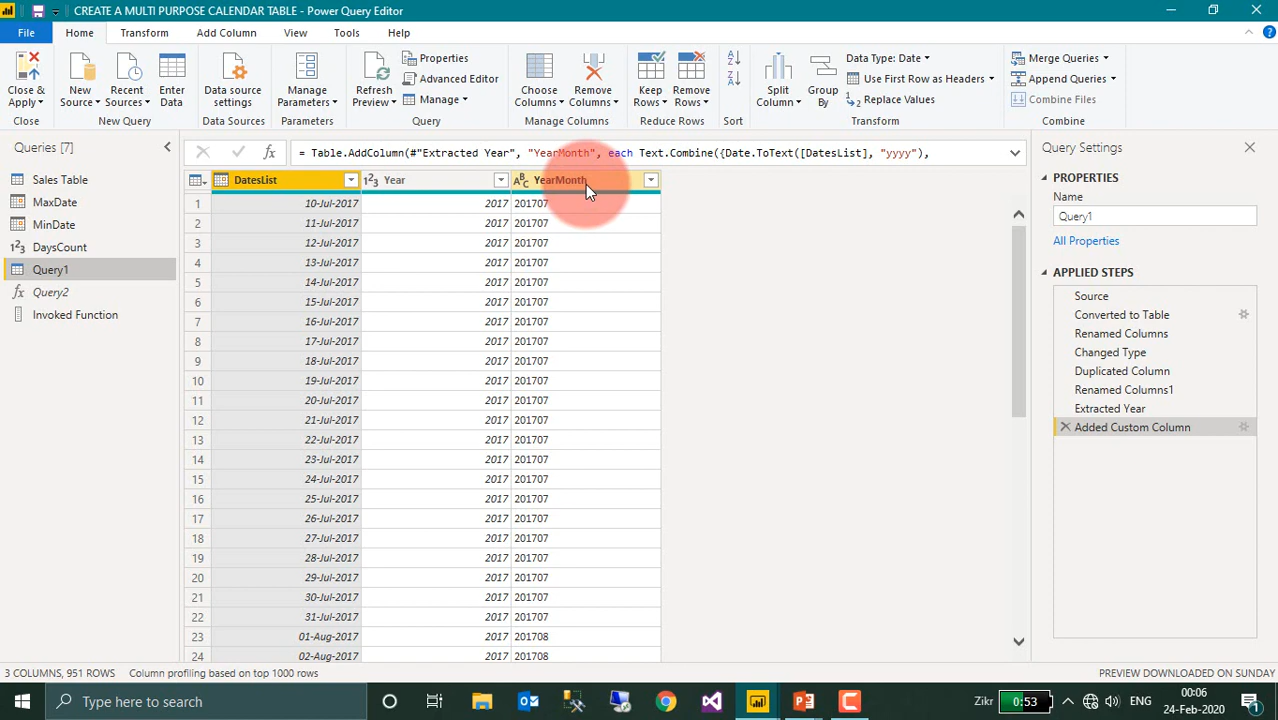 CREATE A MULTI PURPOSE CALENDAR TABLE - Power Query Editor
File Home Transform Add Column View Tools Help
Close & Apply
New Source
Recent Sources
Enter Data
Data source settings
Manage Parameters
Refresh Preview
Properties
Advanced Editor
Manage
Choose Columns
Remove Columns
Keep Rows
Remove Rows
Split Column
Group By
Data Type: Date
Use First Row as Headers
Replace Values
Merge Queries
Append Queries
Combine Files
Close New Query Data Sources Parameters Query Manage Columns Reduce Rows Sort Transform Combine
Queries [7]
Sales Table
MaxDate
MinDate
DaysCount
Query1
Query2
Invoked Function
= Table.AddColumn(#"Extracted Year", "YearMonth", each Text.Combine({Date.ToText([DatesList], "yyyy"),
DatesList Year YearMonth
1 10-Jul-2017 2017 201707
2 11-Jul-2017 2017 201707
3 12-Jul-2017 2017 201707
4 13-Jul-2017 2017 201707
5 14-Jul-2017 2017 201707
6 15-Jul-2017 2017 201707
7 16-Jul-2017 2017 201707
8 17-Jul-2017 2017 201707
9 18-Jul-2017 2017 201707
10 19-Jul-2017 2017 201707
11 20-Jul-2017 2017 201707
12 21-Jul-2017 2017 201707
13 22-Jul-2017 2017 201707
14 23-Jul-2017 2017 201707
15 24-Jul-2017 2017 201707
16 25-Jul-2017 2017 201707
17 26-Jul-2017 2017 201707
18 27-Jul-2017 2017 201707
19 28-Jul-2017 2017 201707
20 29-Jul-2017 2017 201707
21 30-Jul-2017 2017 201707
22 31-Jul-2017 2017 201707
23 01-Aug-2017 2017 201708
24 02-Aug-2017 2017 201708
Query Settings
PROPERTIES
Name
Query1
All Properties
APPLIED STEPS
Source
Converted to Table
Renamed Columns
Changed Type
Duplicated Column
Renamed Columns1
Extracted Year
Added Custom Column
3 COLUMNS, 951 ROWS Column profiling based on top 1000 rows
PREVIEW DOWNLOADED ON SUNDAY
Type here to search
Zikr 0:53 ENG
00:06
24-Feb-2020